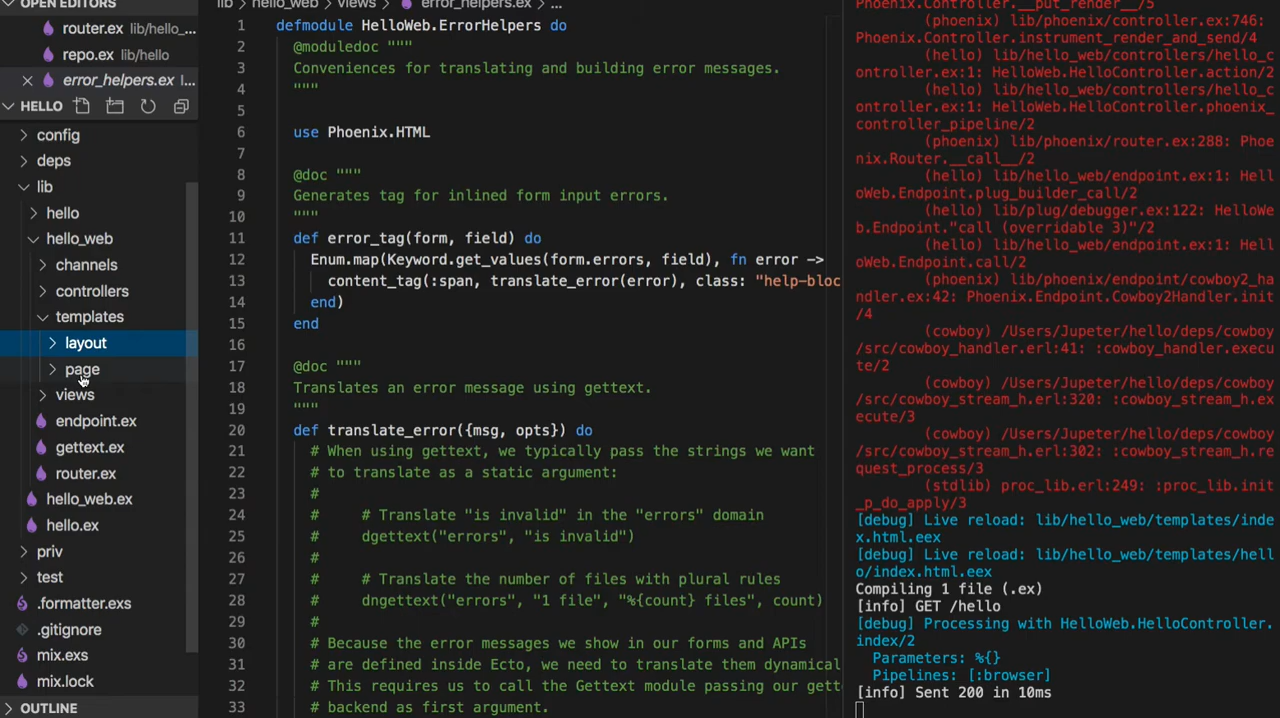 OPEN EDITORS
router.ex lib/hello_...
repo.ex lib/hello
error_helpers.ex l...
HELLO
config
deps
lib
hello
hello_web
channels
controllers
templates
layout
page
views
endpoint.ex
gettext.ex
router.ex
hello_web.ex
hello.ex
priv
test
.formatter.exs
.gitignore
mix.exs
mix.lock
OUTLINE
lib hello_web views error_helpers.ex ...
1 defmodule HelloWeb.ErrorHelpers do
2 @moduledoc """
3 Conveniences for translating and building error messages.
4 """
5
6 use Phoenix.HTML
7
8 @doc """
9 Generates tag for inlined form input errors.
10 """
11 def error_tag(form, field) do
12 Enum.map(Keyword.get_values(form.errors, field), fn error ->
13 content_tag(:span, translate_error(error), class: "help-bloc
14 end)
15 end
16
17 @doc """
18 Translates an error message using gettext.
19 """
20 def translate_error({msg, opts}) do
21 # When using gettext, we typically pass the strings we want
22 # to translate as a static argument:
23 #
24 # # Translate "is invalid" in the "errors" domain
25 # dgettext("errors", "is invalid")
26 #
27 # # Translate the number of files with plural rules
28 # dngettext("errors", "1 file", "%{count} files", count)
29 #
30 # Because the error messages we show in our forms and APIs
31 # are defined inside Ecto, we need to translate them dynamical
32 # This requires us to call the Gettext module passing our gett
33 # backend as first argument.
Phoenix.Controller.__put_render__/5
(phoenix) lib/phoenix/controller.ex:746:
Phoenix.Controller.instrument_render_and_send/4
(hello) lib/hello_web/controllers/hello_c
ontroller.ex:1: HelloWeb.HelloController.action/2
(hello) lib/hello_web/controllers/hello_c
ontroller.ex:1: HelloWeb.HelloController.phoenix_
controller_pipeline/2
(phoenix) lib/phoenix/router.ex:288: Phoe
nix.Router.__call__/2
(hello) lib/hello_web/endpoint.ex:1: Hell
oWeb.Endpoint.plug_builder_call/2
(hello) lib/plug/debugger.ex:122: HelloWe
b.Endpoint."call (overridable 3)"/2
(hello) lib/hello_web/endpoint.ex:1: Hell
oWeb.Endpoint.call/2
(phoenix) lib/phoenix/endpoint/cowboy2_ha
ndler.ex:42: Phoenix.Endpoint.Cowboy2Handler.init
/4
(cowboy) /Users/Jupeter/hello/deps/cowboy
/src/cowboy_handler.erl:41: :cowboy_handler.execu
te/2
(cowboy) /Users/Jupeter/hello/deps/cowboy
/src/cowboy_stream_h.erl:320: :cowboy_stream_h.ex
ecute/3
(cowboy) /Users/Jupeter/hello/deps/cowboy
/src/cowboy_stream_h.erl:302: :cowboy_stream_h.re
quest_process/3
(stdlib) proc_lib.erl:249: :proc_lib.init
_p_do_apply/3
[debug] Live reload: lib/hello_web/templates/inde
x.html.eex
[debug] Live reload: lib/hello_web/templates/hell
o/index.html.eex
Compiling 1 file (.ex)
[info] GET /hello
[debug] Processing with HelloWeb.HelloController.
index/2
Parameters: %{}
Pipelines: [:browser]
[info] Sent 200 in 10ms